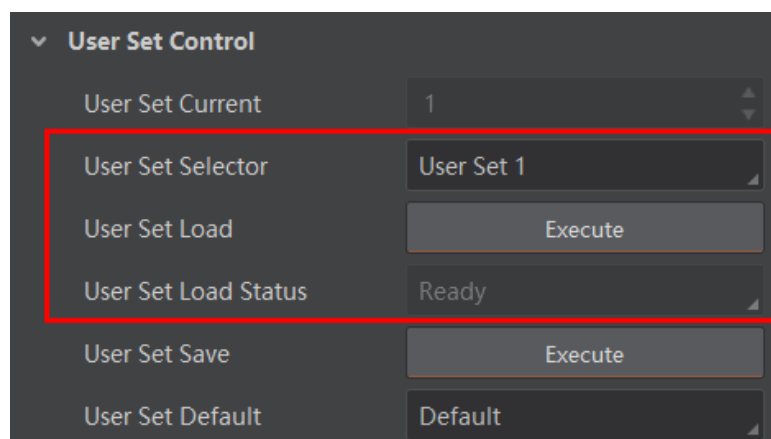 User Set Control
User Set Current 1
User Set Selector User Set 1
User Set Load Execute
User Set Load Status Ready
User Set Save Execute
User Set Default Default